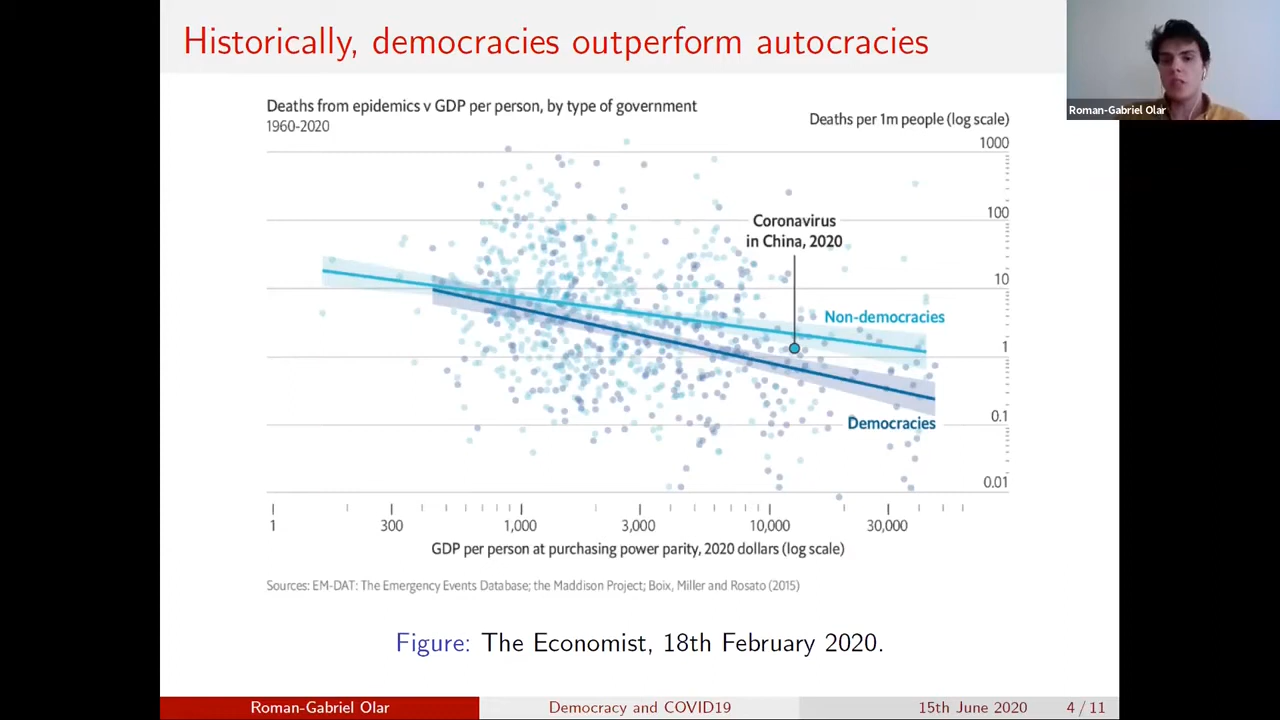 Historically, democracies outperform autocracies
Roman-Gabriel Olar
Deaths from epidemics v GDP per person, by type of government
1960-2020
Deaths per 1m people (log scale)
1000
100
Coronavirus
in China, 2020
10
Non-democracies
1
0.1
Democracies
0.01
1 300 1,000 3,000 10,000 30,000
GDP per person at purchasing power parity, 2020 dollars (log scale)
Sources: EM-DAT: The Emergency Events Database; the Maddison Project; Boix, Miller and Rosato (2015)
Figure: The Economist, 18th February 2020.
Roman-Gabriel Olar Democracy and COVID19 15th June 2020 4 / 11